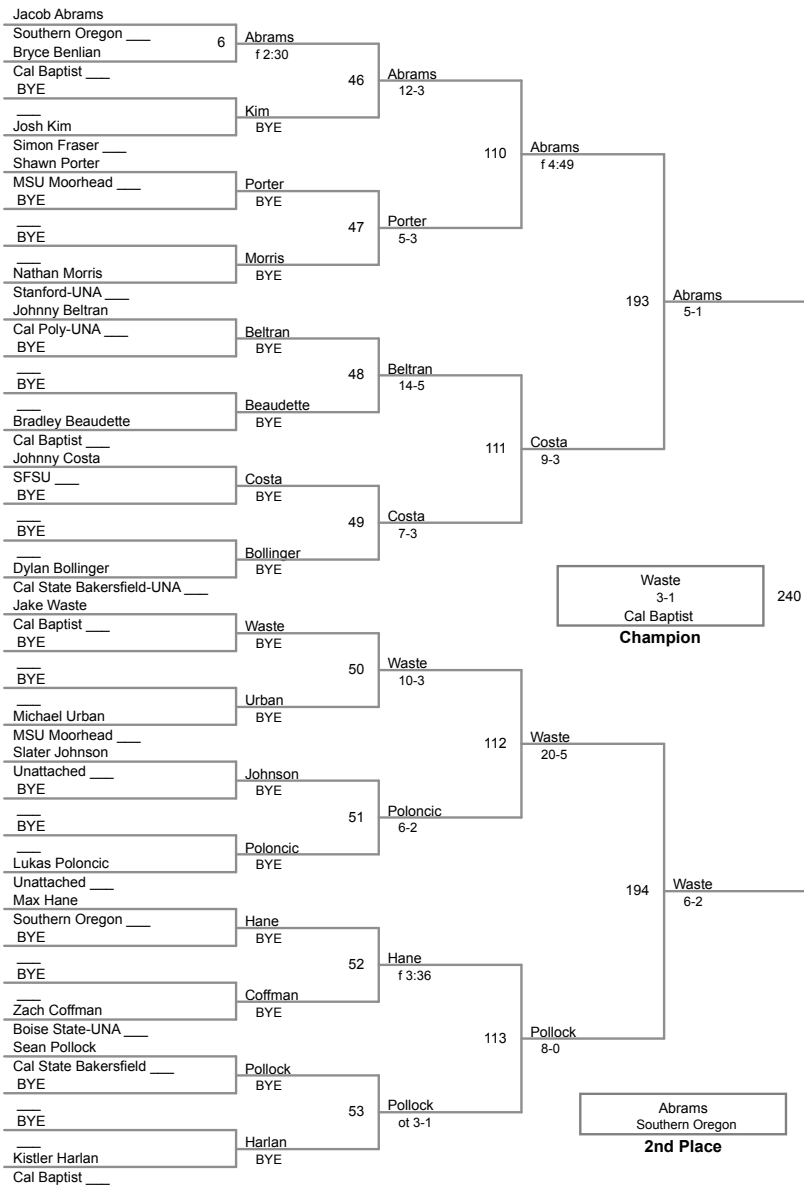 Jacob Abrams
Southern Oregon ___
Bryce Benlian
Cal Baptist ___
BYE
___
Josh Kim
Simon Fraser ___
Shawn Porter
MSU Moorhead ___
BYE
___
BYE
___
Nathan Morris
Stanford-UNA ___
Johnny Beltran
Cal Poly-UNA ___
BYE
___
BYE
___
Bradley Beaudette
Cal Baptist ___
Johnny Costa
SFSU ___
BYE
___
BYE
___
Dylan Bollinger
Cal State Bakersfield-UNA ___
Jake Waste
Cal Baptist ___
BYE
___
BYE
___
Michael Urban
MSU Moorhead ___
Slater Johnson
Unattached ___
BYE
___
BYE
___
Lukas Poloncic
Unattached ___
Max Hane
Southern Oregon ___
BYE
___
BYE
___
Zach Coffman
Boise State-UNA ___
Sean Pollock
Cal State Bakersfield ___
BYE
___
BYE
___
Kistler Harlan
Cal Baptist ___
6
Abrams
f 2:30
Kim
BYE
Porter
BYE
Morris
BYE
Beltran
BYE
Beaudette
BYE
Costa
BYE
Bollinger
BYE
Waste
BYE
Urban
BYE
Johnson
BYE
Poloncic
BYE
Hane
BYE
Coffman
BYE
Pollock
BYE
Harlan
BYE
46
Abrams
12-3
47
Porter
5-3
48
Beltran
14-5
49
Costa
7-3
50
Waste
10-3
51
Poloncic
6-2
52
Hane
f 3:36
53
Pollock
ot 3-1
110
Abrams
f 4:49
111
Costa
9-3
112
Waste
20-5
113
Pollock
8-0
193
Abrams
5-1
194
Waste
6-2
Waste
3-1
Cal Baptist
240
Champion
Abrams
Southern Oregon
2nd Place